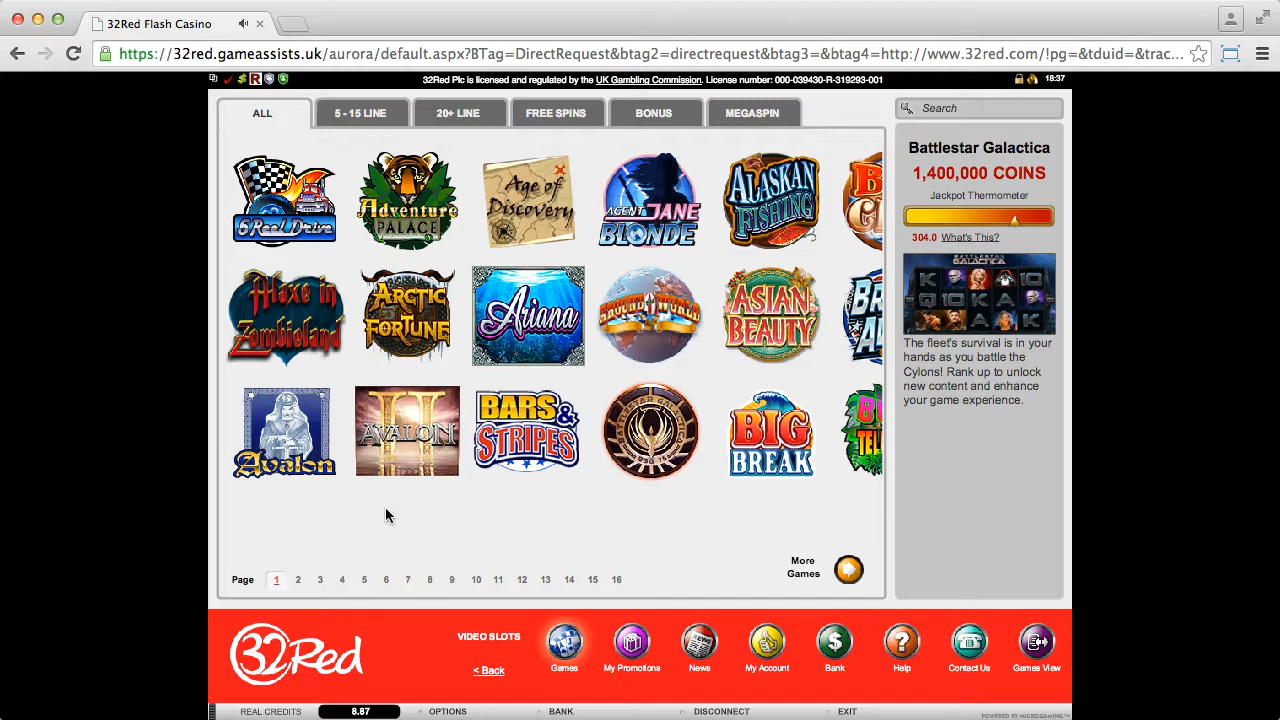 32Red Flash Casino
https://32red.gameassists.uk/aurora/default.aspx?BTag=DirectRequest&btag2=directrequest&btag3=&btag4=http://www.32red.com/!pg=&tduid=&trac...
32Red Plc is licensed and regulated by the UK Gambling Commission. License number: 000-039430-R-319293-001
18:37
ALL
5 - 15 LINE
20+ LINE
FREE SPINS
BONUS
MEGASPIN
Search
5 Reel Drive
Adventure PALACE
Age of Discovery
AGENT JANE BLONDE
ALASKAN FISHING
Alaxe in Zombieland
ARCTIC FORTUNE
Ariana
AROUND THE WORLD
ASIAN BEAUTY
Avalon
AVALON II
BARS & STRIPES
BATTLESTAR GALACTICA
BIG BREAK
Battlestar Galactica
1,400,000 COINS
Jackpot Thermometer
304.0 What's This?
BATTLESTAR GALACTICA
K
Q 10 K A
A K
The fleet's survival is in your
hands as you battle the
Cylons! Rank up to unlock
new content and enhance
your game experience.
Page 1 2 3 4 5 6 7 8 9 10 11 12 13 14 15 16
More
Games
32Red
VIDEO SLOTS
< Back
Games
My Promotions
News
My Account
Bank
Help
Contact Us
Games View
REAL CREDITS 8.87 OPTIONS BANK DISCONNECT EXIT
POWERED BY MICROGAMING™